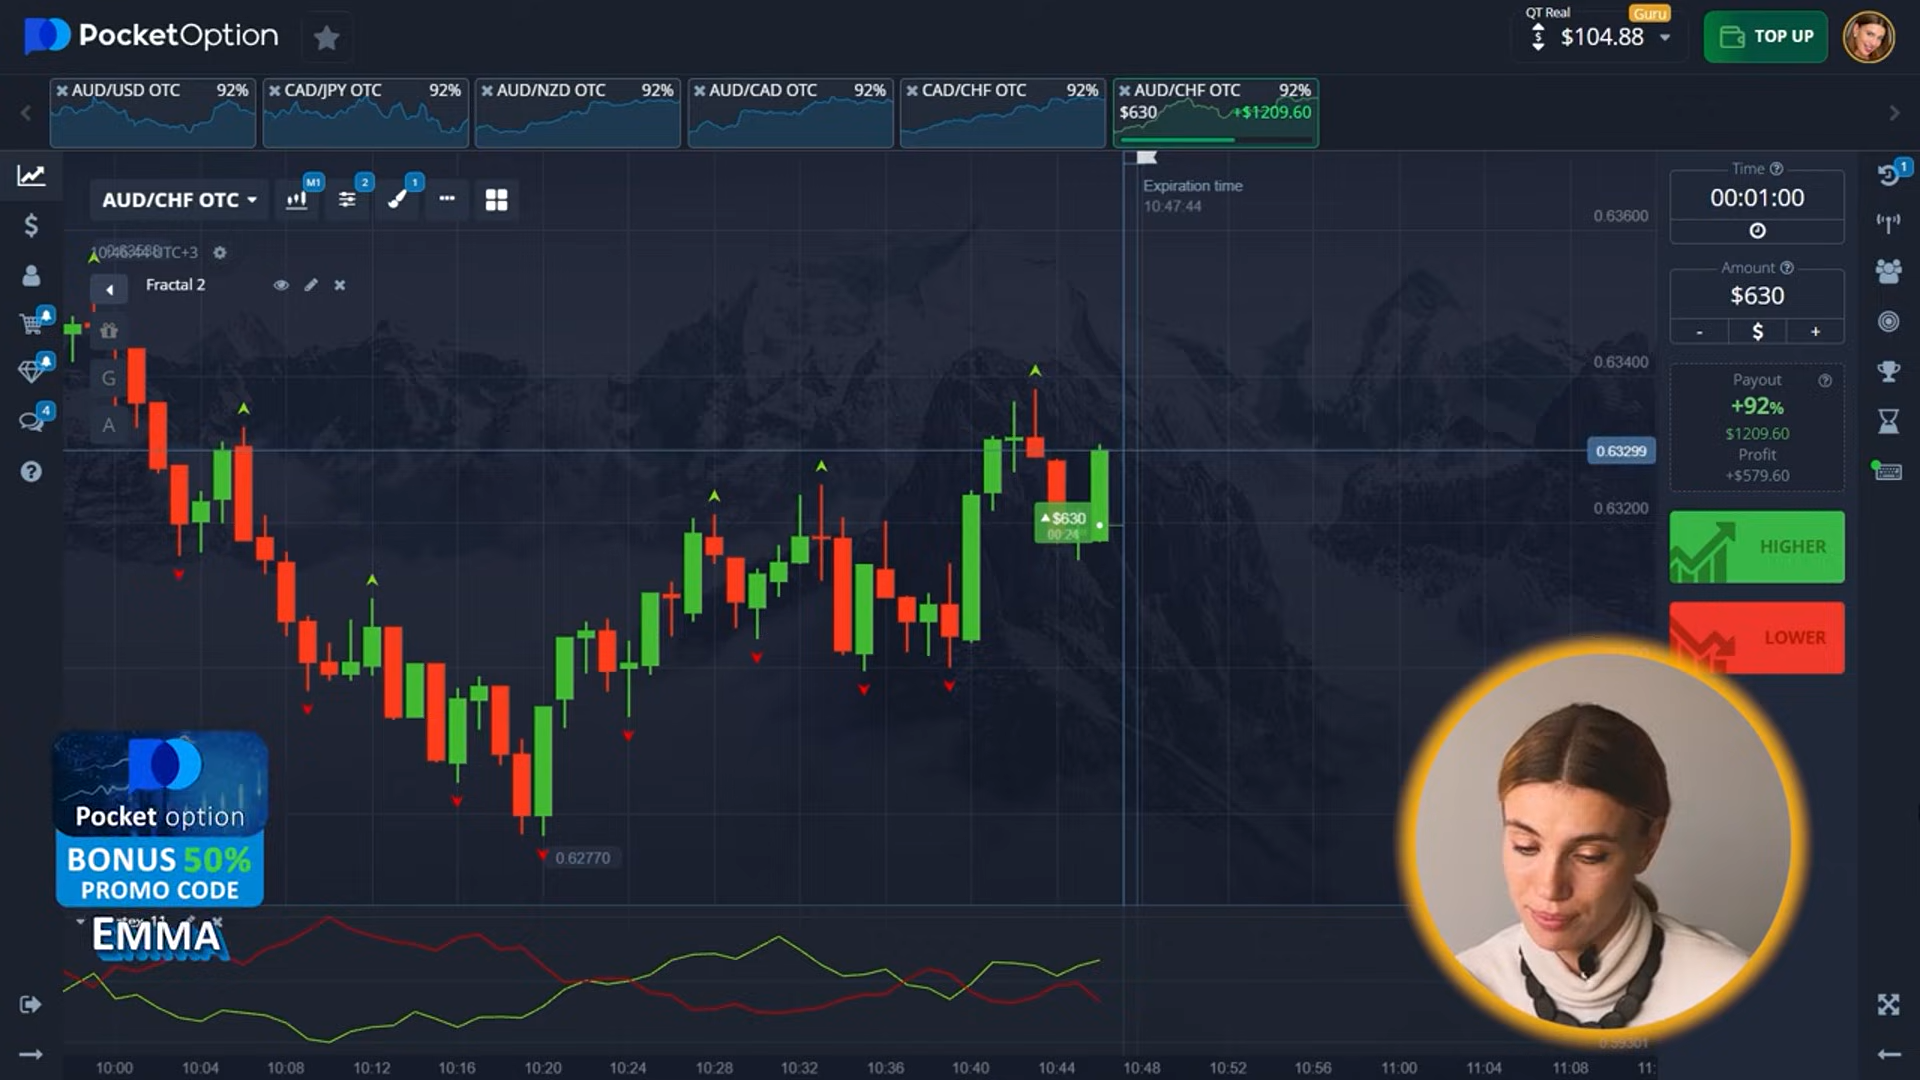 PocketOption
QT Real
Guru
$104.88
TOP UP
AUD/USD OTC 92%
CAD/JPY OTC 92%
AUD/NZD OTC 92%
AUD/CAD OTC 92%
CAD/CHF OTC 92%
AUD/CHF OTC 92%
$630 +$1209.60
AUD/CHF OTC
M1
2
1
Expiration time
10:47:44
Fractal 2
G
A
4
0.63600
0.63400
0.63299
0.63200
$630
00:24
0.62770
Time
00:01:00
Amount
$630
- $ +
Payout
+92%
$1209.60
Profit
+$579.60
HIGHER
LOWER
1
Pocket option
BONUS 50%
PROMO CODE
EMMA
10:00 10:04 10:08 10:12 10:16 10:20 10:24 10:28 10:32 10:36 10:40 10:44 10:48 10:52 10:56 11:00 11:04 11:08 11: